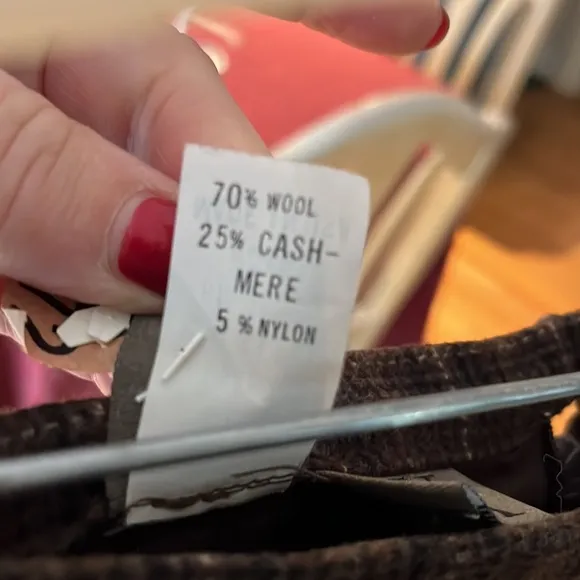 70% WOOL
25% CASH-
MERE
5% NYLON